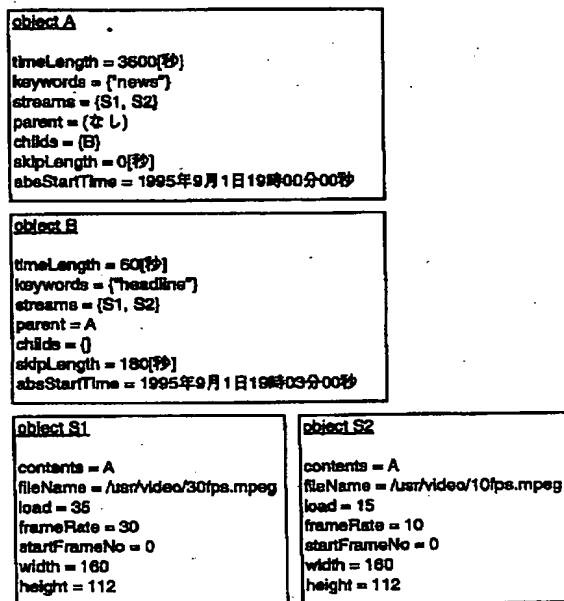 object A
timeLength = 3600[秒]
keywords = {"news"}
streams = {S1, S2}
parent = (なし)
childs = {B}
skipLength = 0[秒]
absStartTime = 1995年9月1日19時00分00秒
object B
timeLength = 60[秒]
keywords = {"headline"}
streams = {S1, S2}
parent = A
childs = {}
skipLength = 180[秒]
absStartTime = 1995年9月1日19時03分00秒
object S1
contents = A
fileName = /usr/video/30fps.mpeg
load = 35
frameRate = 30
startFrameNo = 0
width = 160
height = 112
object S2
contents = A
fileName = /usr/video/10fps.mpeg
load = 15
frameRate = 10
startFrameNo = 0
width = 160
height = 112